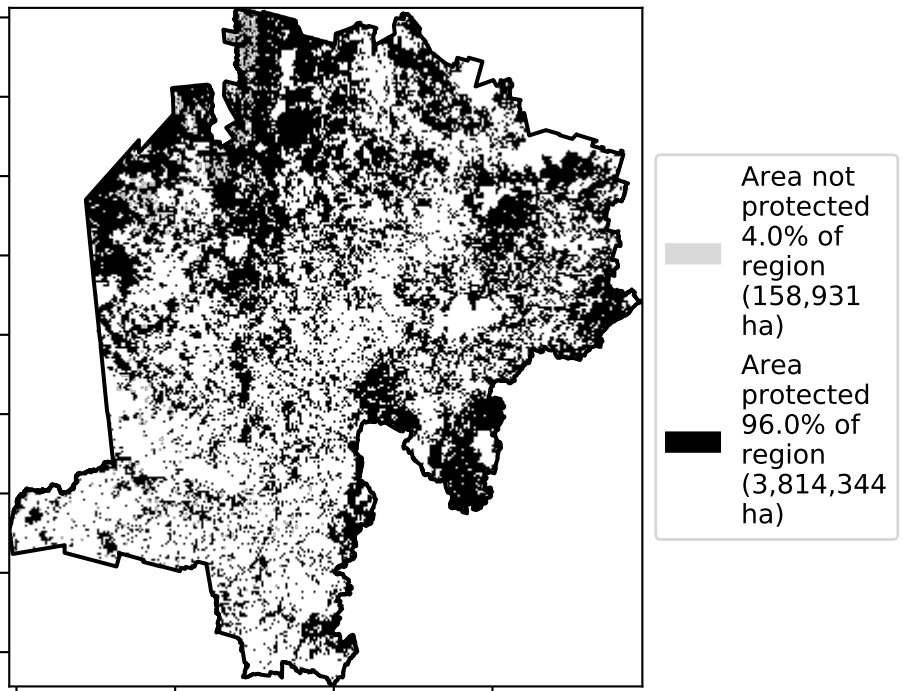 Area not
protected
4.0% of
region
(158,931
ha)
Area
protected
96.0% of
region
(3,814,344
ha)